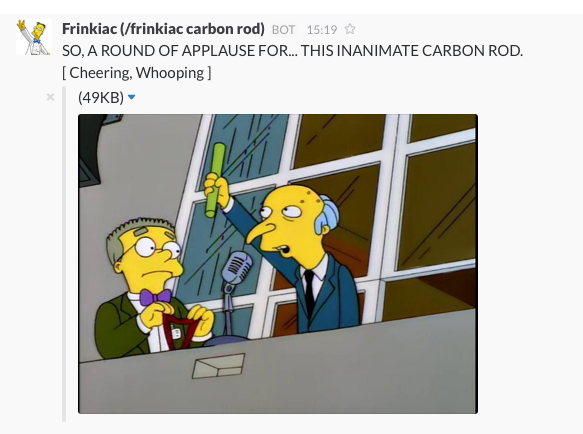 Frinkiac (/frinkiac carbon rod) BOT 15:19
SO, A ROUND OF APPLAUSE FOR... THIS INANIMATE CARBON ROD.
[ Cheering, Whooping ]
(49KB)